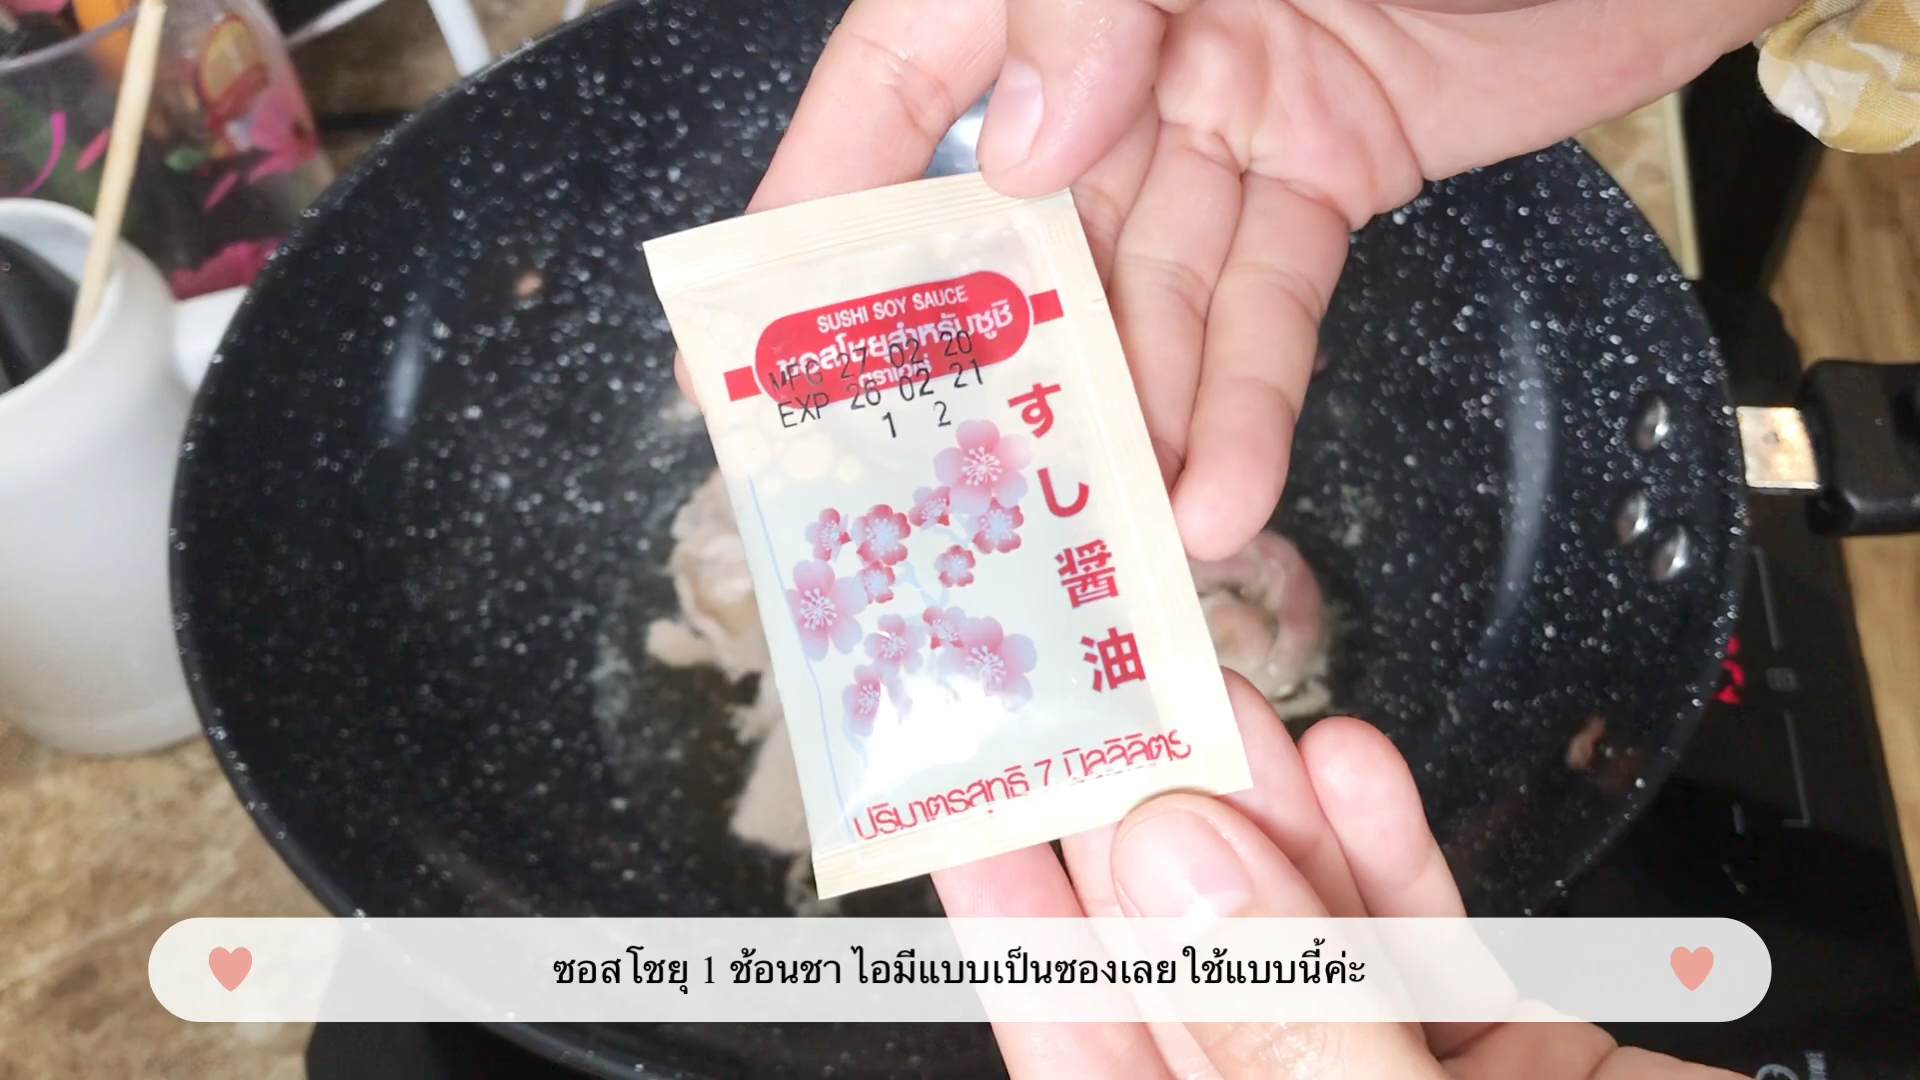 SUSHI SOY SAUCE
ซอสโชยุสำหรับซูชิ
MFG 27 02 20
EXP 26 02 21
1 2
すし醤油
ปริมาตรสุทธิ 7 มิลลิลิตร
ซอสโชยุ 1 ช้อนชา ไอมีแบบเป็นซองเลยใช้แบบนี้ค่ะ